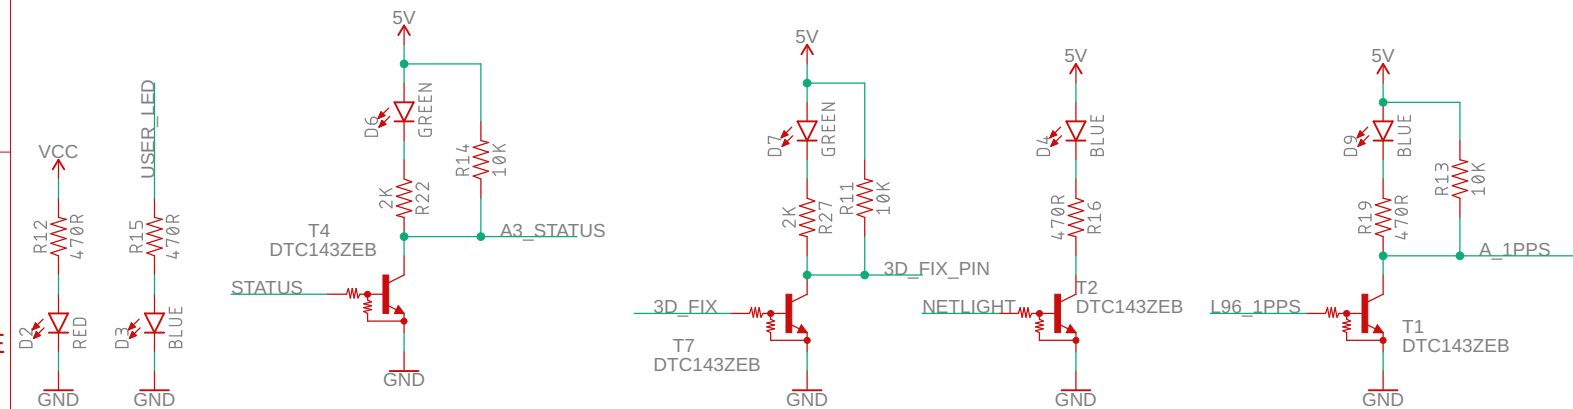 VCC
R12
470R
D2
RED
GND
USER_LED
R15
470R
D3
BLUE
GND
5V
D6
GREEN
R14
10K
2K
R22
A3_STATUS
T4
DTC143ZEB
STATUS
GND
5V
D7
GREEN
R11
10K
2K
R27
3D_FIX_PIN
3D_FIX
T7
DTC143ZEB
GND
5V
D4
BLUE
470R
R16
NETLIGHT
T2
DTC143ZEB
GND
5V
D9
BLUE
R13
10K
R19
470R
A_1PPS
L96_1PPS
T1
DTC143ZEB
GND